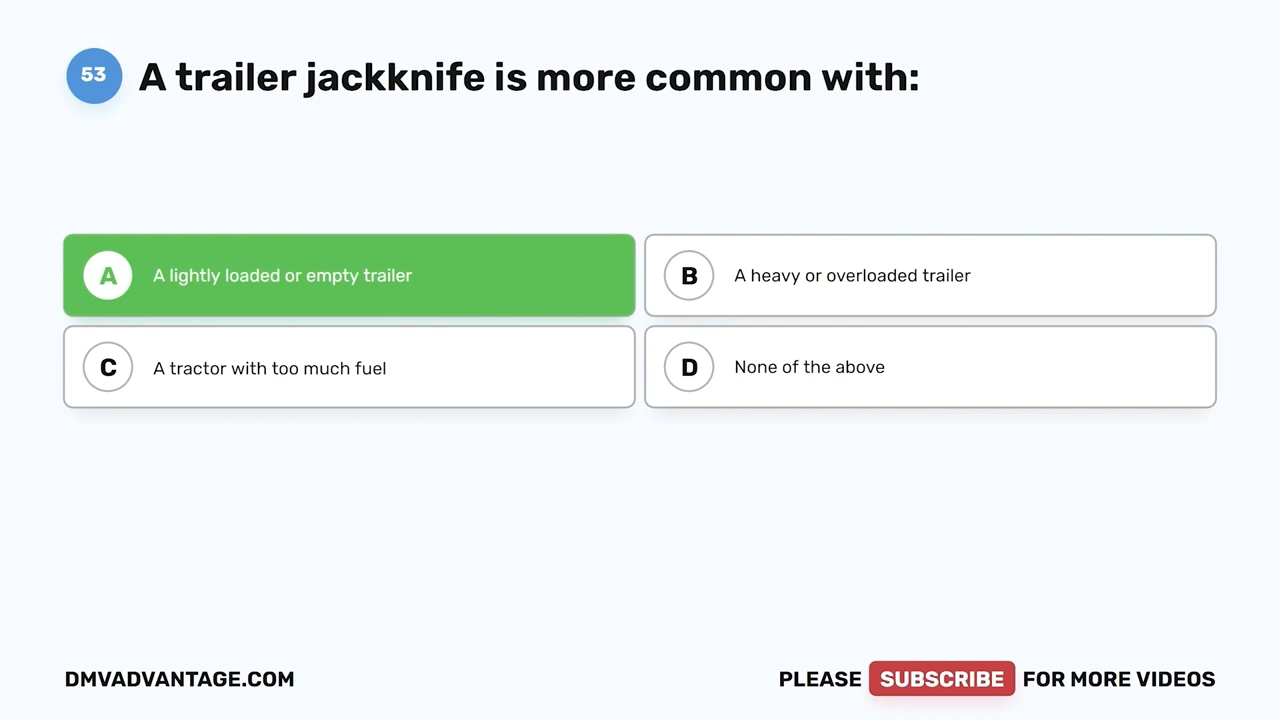 53 A trailer jackknife is more common with:
A A lightly loaded or empty trailer
B A heavy or overloaded trailer
C A tractor with too much fuel
D None of the above
DMVADVANTAGE.COM
PLEASE SUBSCRIBE FOR MORE VIDEOS